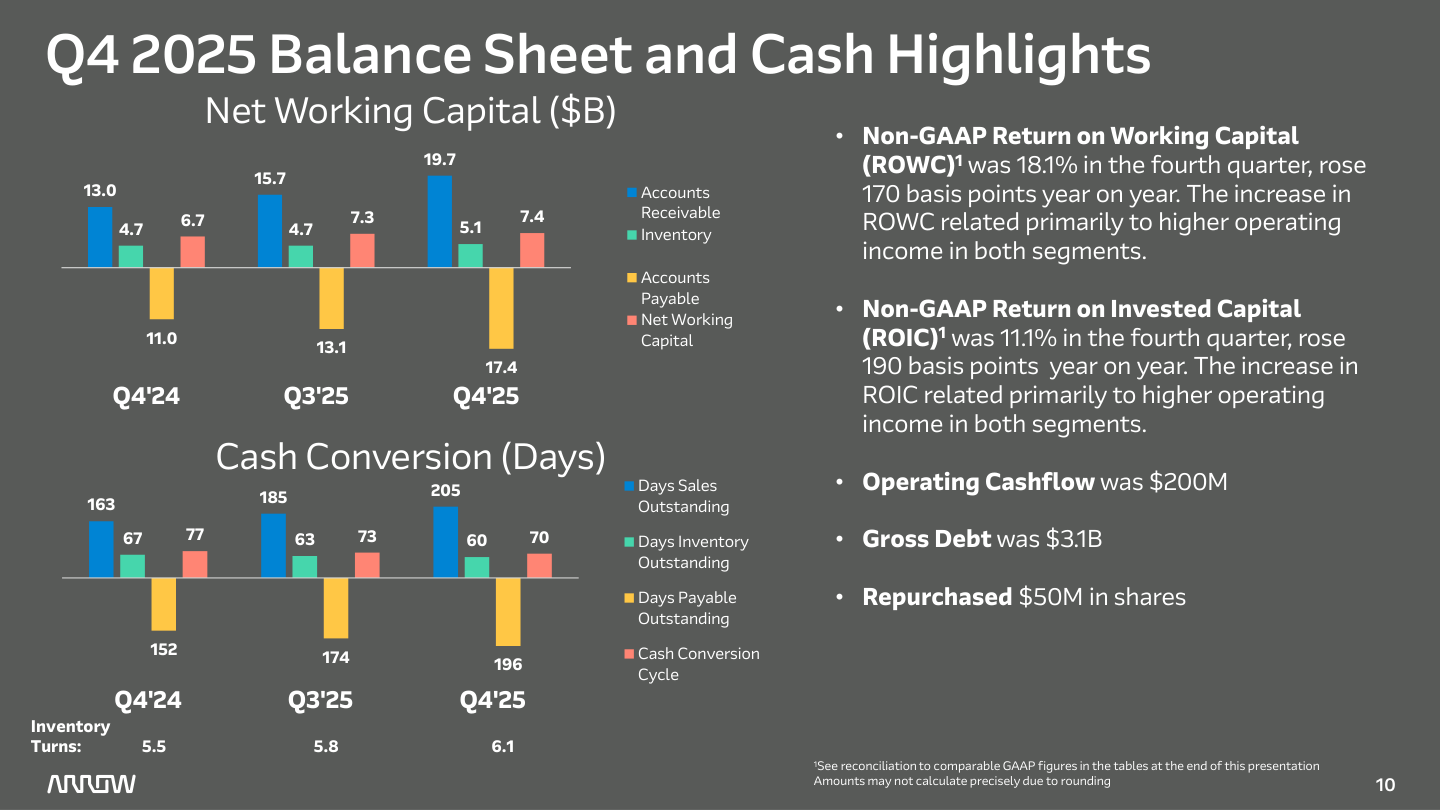 Q4 2025 Balance Sheet and Cash Highlights
Net Working Capital ($B)
13.0
4.7
11.0
6.7
15.7
4.7
13.1
7.3
19.7
5.1
17.4
7.4
Q4'24
Q3'25
Q4'25
Accounts
Receivable
Inventory
Accounts
Payable
Net Working
Capital
Cash Conversion (Days)
163
67
152
77
185
63
174
73
205
60
196
70
Q4'24
Q3'25
Q4'25
Days Sales
Outstanding
Days Inventory
Outstanding
Days Payable
Outstanding
Cash Conversion
Cycle
Inventory
Turns: 5.5 5.8 6.1
• Non-GAAP Return on Working Capital
(ROWC)¹ was 18.1% in the fourth quarter, rose
170 basis points year on year. The increase in
ROWC related primarily to higher operating
income in both segments.
• Non-GAAP Return on Invested Capital
(ROIC)¹ was 11.1% in the fourth quarter, rose
190 basis points  year on year. The increase in
ROIC related primarily to higher operating
income in both segments.
• Operating Cashflow was $200M
• Gross Debt was $3.1B
• Repurchased $50M in shares
¹See reconciliation to comparable GAAP figures in the tables at the end of this presentation
Amounts may not calculate precisely due to rounding
ARROW
10